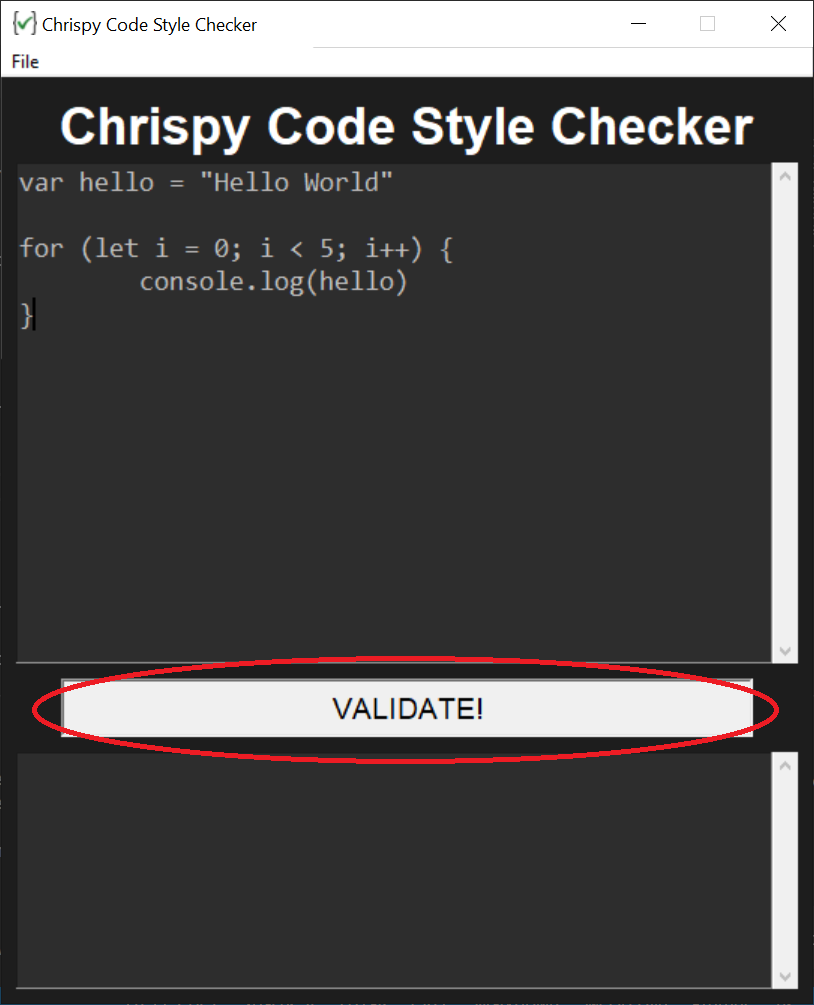 Chrispy Code Style Checker
File
Chrispy Code Style Checker
var hello = "Hello World"
for (let i = 0; i < 5; i++) {
        console.log(hello)
}
VALIDATE!